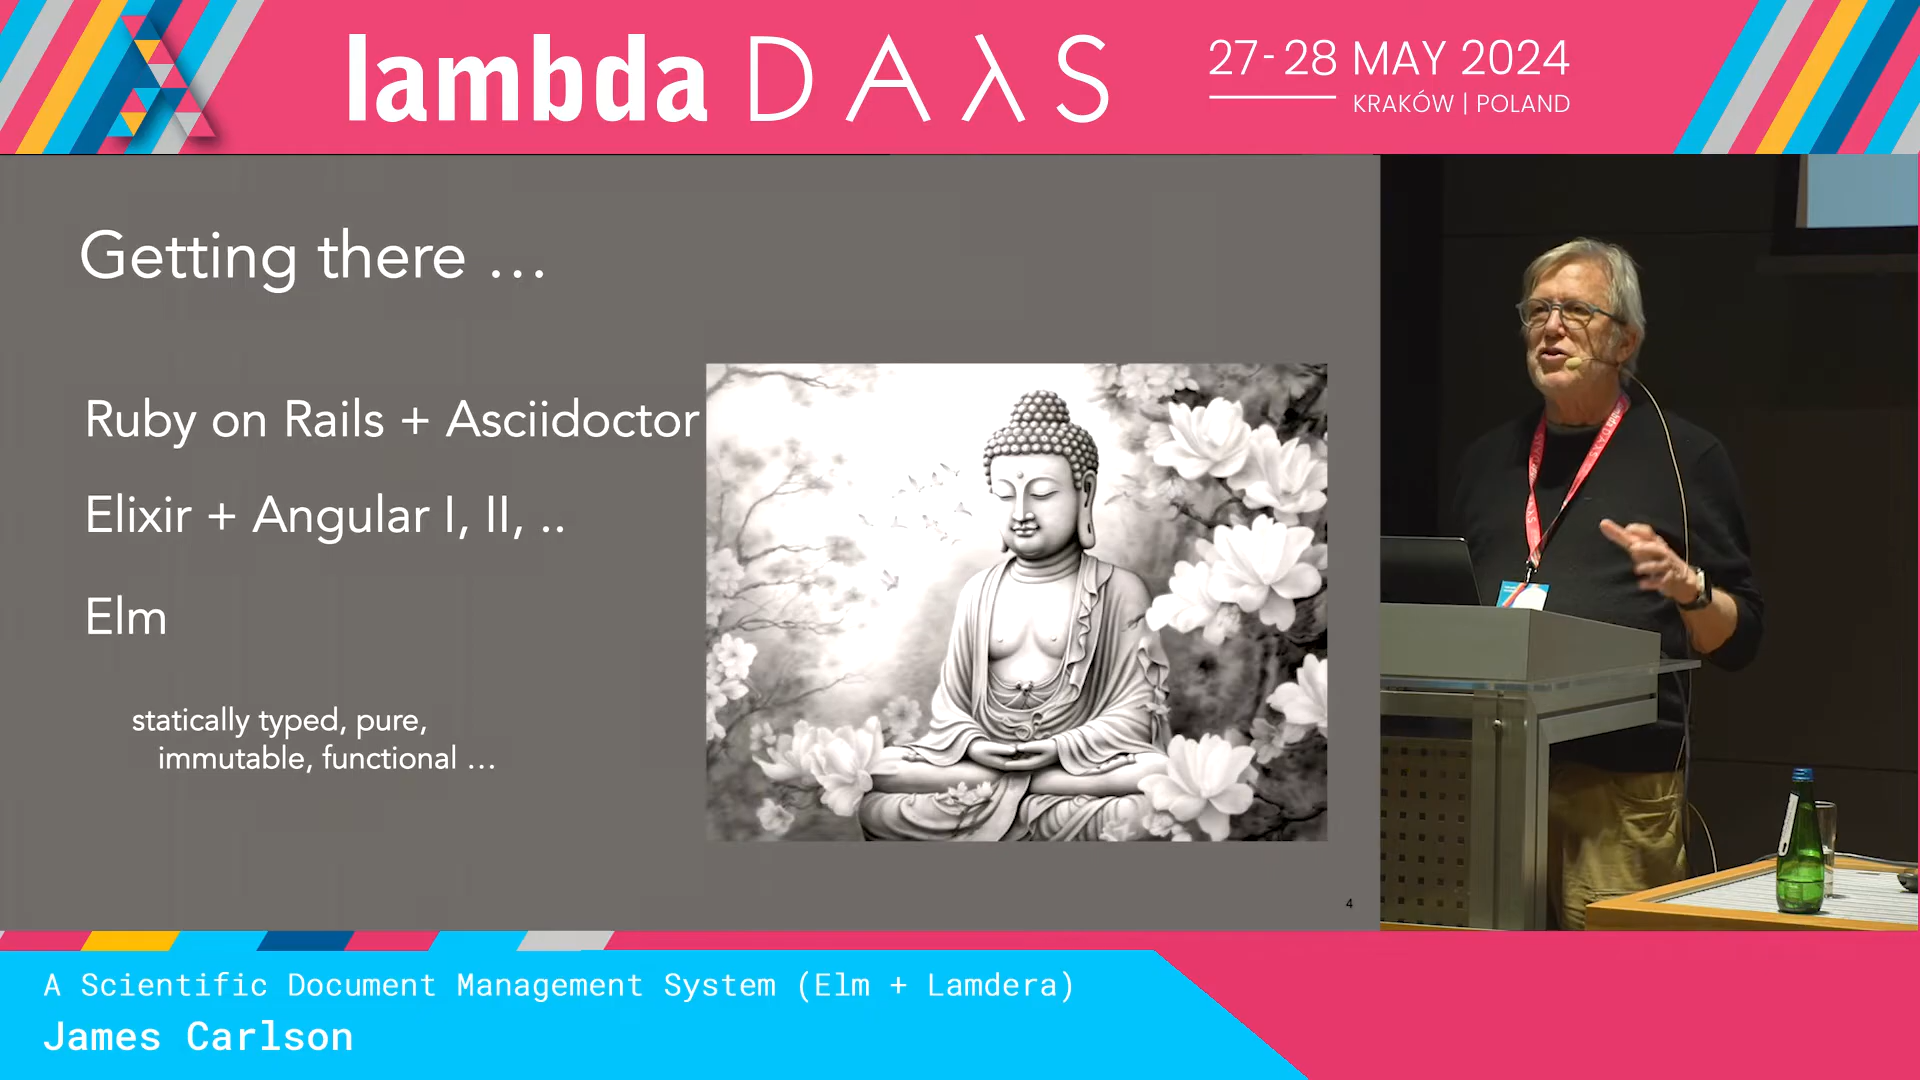 lambda DAλS
27-28 MAY 2024
KRAKÓW | POLAND
Getting there …
Ruby on Rails + Asciidoctor
Elixir + Angular I, II, ..
Elm
statically typed, pure,
immutable, functional …
4
A Scientific Document Management System (Elm + Lamdera)
James Carlson